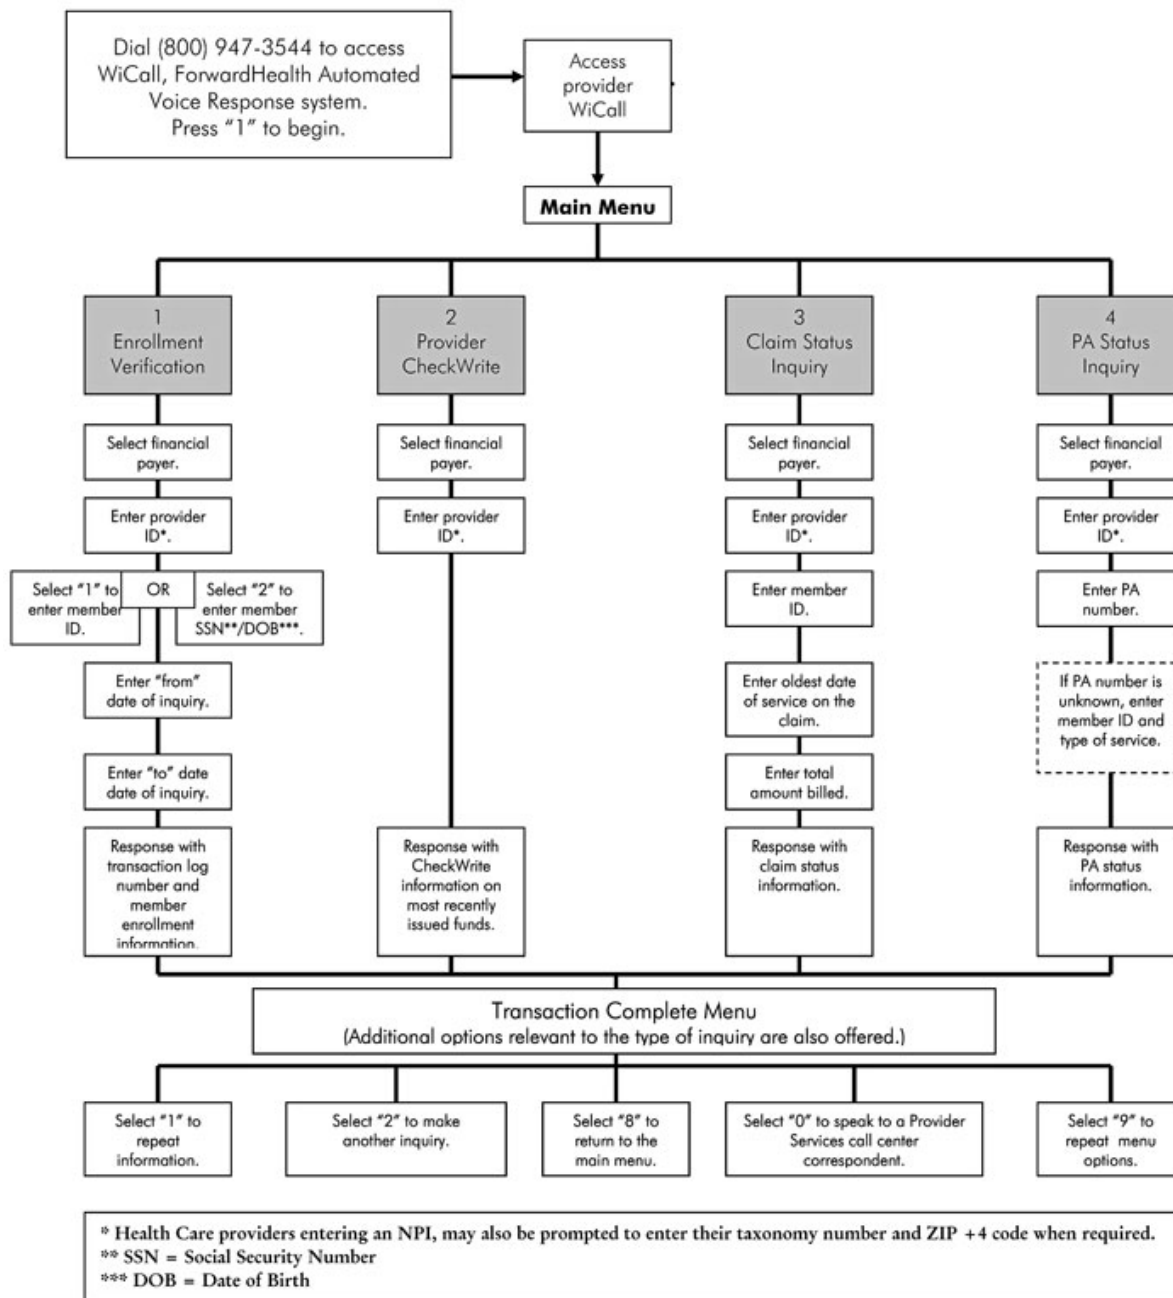 Dial (800) 947-3544 to access
WiCall, ForwardHealth Automated
Voice Response system.
Press “1” to begin.
Access
provider
WiCall
Main Menu
1
Enrollment
Verification
2
Provider
CheckWrite
3
Claim Status
Inquiry
4
PA Status
Inquiry
Select financial
payer.
Select financial
payer.
Select financial
payer.
Select financial
payer.
Enter provider
ID*.
Enter provider
ID*.
Enter provider
ID*.
Enter provider
ID*.
Select “1” to
enter member
ID.
OR
Select “2” to
enter member
SSN**/DOB***.
Enter member
ID.
Enter PA
number.
Enter “from”
date of inquiry.
Enter oldest date
of service on the
claim.
If PA number is
unknown, enter
member ID and
type of service.
Enter “to” date
date of inquiry.
Enter total
amount billed.
Response with
transaction log
number and
member
enrollment
information.
Response with
CheckWrite
information on
most recently
issued funds.
Response with
claim status
information.
Response with
PA status
information.
Transaction Complete Menu
(Additional options relevant to the type of inquiry are also offered.)
Select “1” to
repeat
information.
Select “2” to make
another inquiry.
Select “8” to
return to the
main menu.
Select “0” to speak to a Provider
Services call center
correspondent.
Select “9” to
repeat menu
options.
* Health Care providers entering an NPI, may also be prompted to enter their taxonomy number and ZIP +4 code when required.
** SSN = Social Security Number
*** DOB = Date of Birth